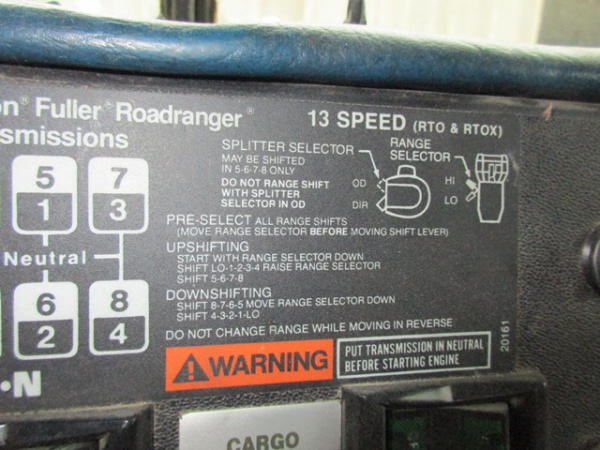 Fuller® Roadranger®
13 SPEED (RTO & RTOX)
smissions
SPLITTER SELECTOR
MAY BE SHIFTED
IN 5-6-7-8 ONLY
DO NOT RANGE SHIFT
WITH SPLITTER
SELECTOR IN OD
OD
DIR
RANGE
SELECTOR
HI
LO
5 7
1 3
Neutral
6 8
2 4
PRE-SELECT ALL RANGE SHIFTS
(MOVE RANGE SELECTOR BEFORE MOVING SHIFT LEVER)
UPSHIFTING
START WITH RANGE SELECTOR DOWN
SHIFT LO-1-2-3-4 RAISE RANGE SELECTOR
SHIFT 5-6-7-8
DOWNSHIFTING
SHIFT 8-7-6-5 MOVE RANGE SELECTOR DOWN
SHIFT 4-3-2-1-LO
DO NOT CHANGE RANGE WHILE MOVING IN REVERSE
WARNING
PUT TRANSMISSION IN NEUTRAL
BEFORE STARTING ENGINE
20161
CARGO